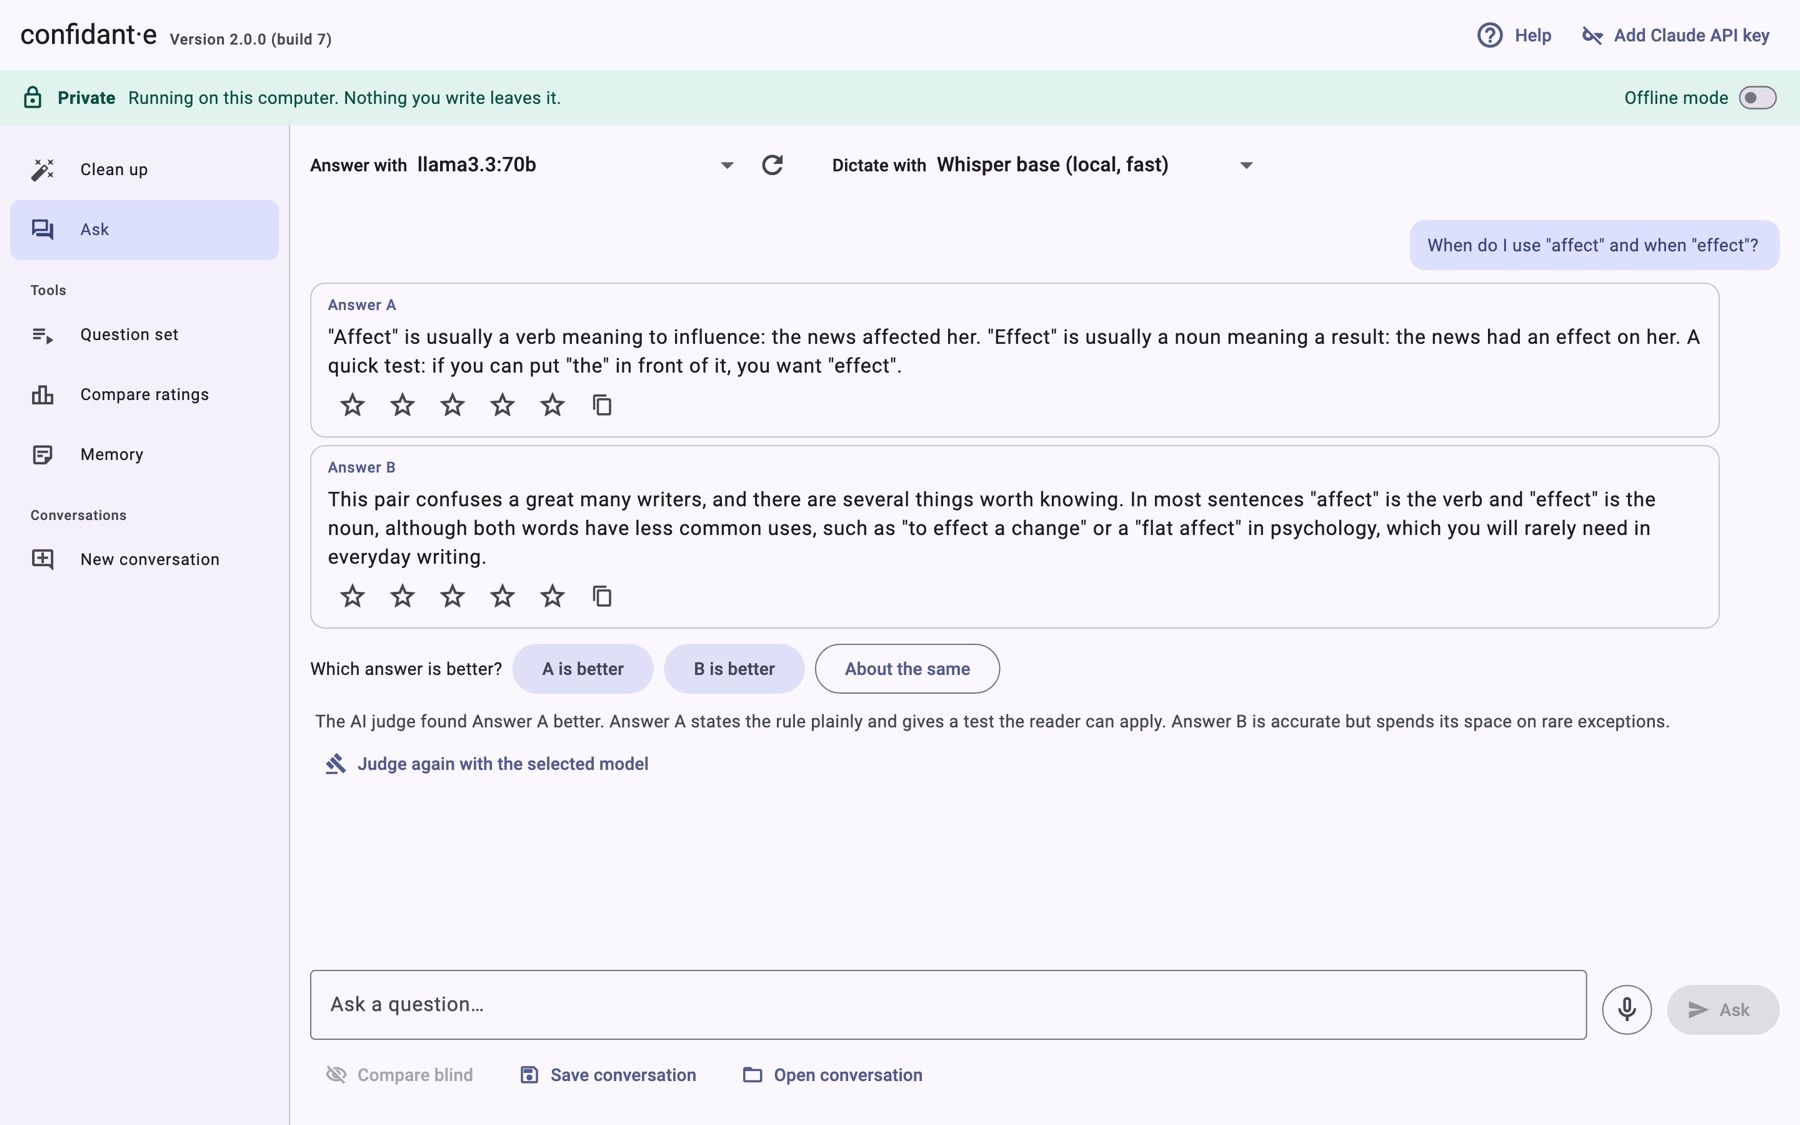 confidant·e Version 2.0.0 (build 7)
Help
Add Claude API key
Private Running on this computer. Nothing you write leaves it.
Offline mode
Clean up
Ask
Tools
Question set
Compare ratings
Memory
Conversations
New conversation
Answer with llama3.3:70b
Dictate with Whisper base (local, fast)
When do I use "affect" and when "effect"?
Answer A
"Affect" is usually a verb meaning to influence: the news affected her. "Effect" is usually a noun meaning a result: the news had an effect on her. A
quick test: if you can put "the" in front of it, you want "effect".
Answer B
This pair confuses a great many writers, and there are several things worth knowing. In most sentences "affect" is the verb and "effect" is the
noun, although both words have less common uses, such as "to effect a change" or a "flat affect" in psychology, which you will rarely need in
everyday writing.
Which answer is better?
A is better
B is better
About the same
The AI judge found Answer A better. Answer A states the rule plainly and gives a test the reader can apply. Answer B is accurate but spends its space on rare exceptions.
Judge again with the selected model
Ask a question…
Ask
Compare blind
Save conversation
Open conversation